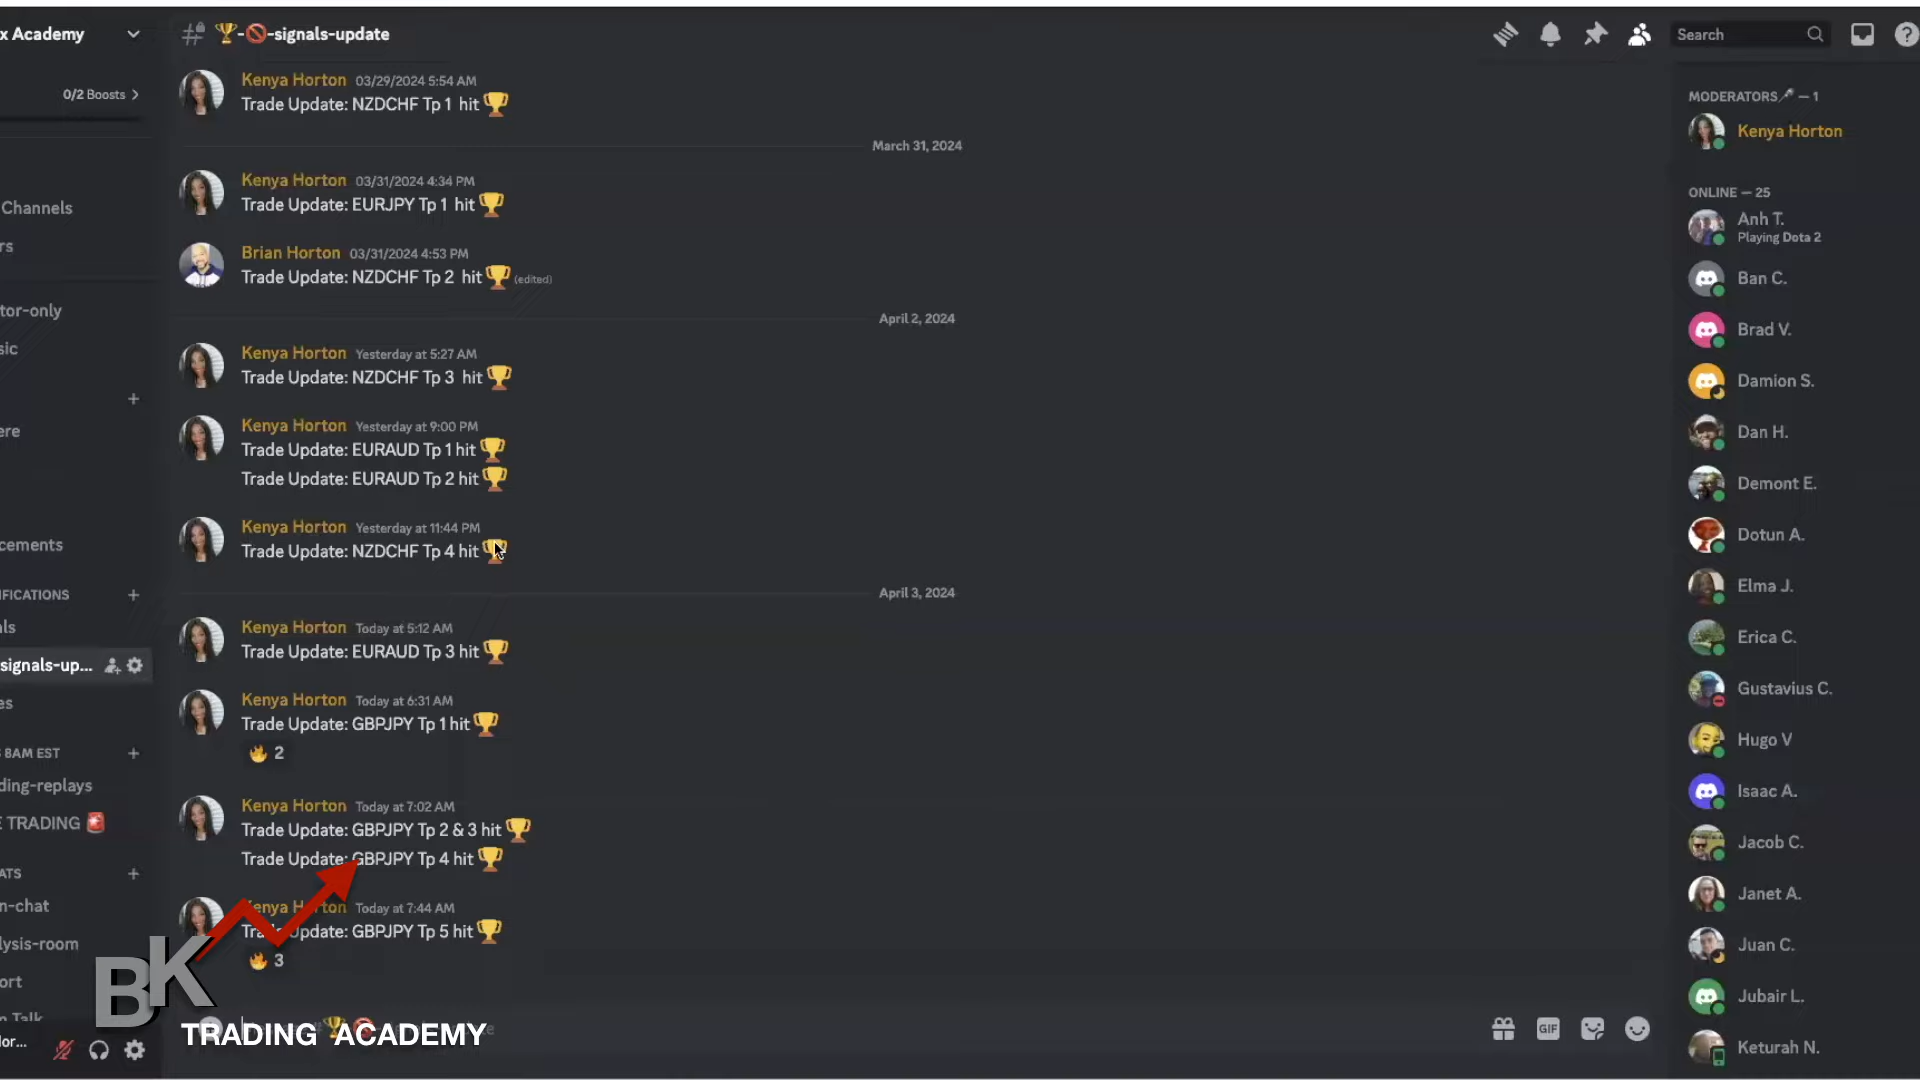 x Academy
0/2 Boosts
Channels
rs
tor-only
sic
ere
cements
IFICATIONS
ls
signals-up...
es
BAM EST
ding-replays
E TRADING
ATS
n-chat
lysis-room
ort
n Talk
lor...
🏆-🚫-signals-update
Search
Kenya Horton 03/29/2024 5:54 AM
Trade Update: NZDCHF Tp 1 hit 🏆
March 31, 2024
Kenya Horton 03/31/2024 4:34 PM
Trade Update: EURJPY Tp 1 hit 🏆
Brian Horton 03/31/2024 4:53 PM
Trade Update: NZDCHF Tp 2 hit 🏆 (edited)
April 2, 2024
Kenya Horton Yesterday at 5:27 AM
Trade Update: NZDCHF Tp 3 hit 🏆
Kenya Horton Yesterday at 9:00 PM
Trade Update: EURAUD Tp 1 hit 🏆
Trade Update: EURAUD Tp 2 hit 🏆
Kenya Horton Yesterday at 11:44 PM
Trade Update: NZDCHF Tp 4 hit 🏆
April 3, 2024
Kenya Horton Today at 5:12 AM
Trade Update: EURAUD Tp 3 hit 🏆
Kenya Horton Today at 6:31 AM
Trade Update: GBPJPY Tp 1 hit 🏆
🔥 2
Kenya Horton Today at 7:02 AM
Trade Update: GBPJPY Tp 2 & 3 hit 🏆
Trade Update: GBPJPY Tp 4 hit 🏆
Kenya Horton Today at 7:44 AM
Trade Update: GBPJPY Tp 5 hit 🏆
🔥 3
BK
TRADING ACADEMY
GIF
MODERATORS🎤 — 1
Kenya Horton
ONLINE — 25
Anh T.
Playing Dota 2
Ban C.
Brad V.
Damion S.
Dan H.
Demont E.
Dotun A.
Elma J.
Erica C.
Gustavius C.
Hugo V
Isaac A.
Jacob C.
Janet A.
Juan C.
Jubair L.
Keturah N.